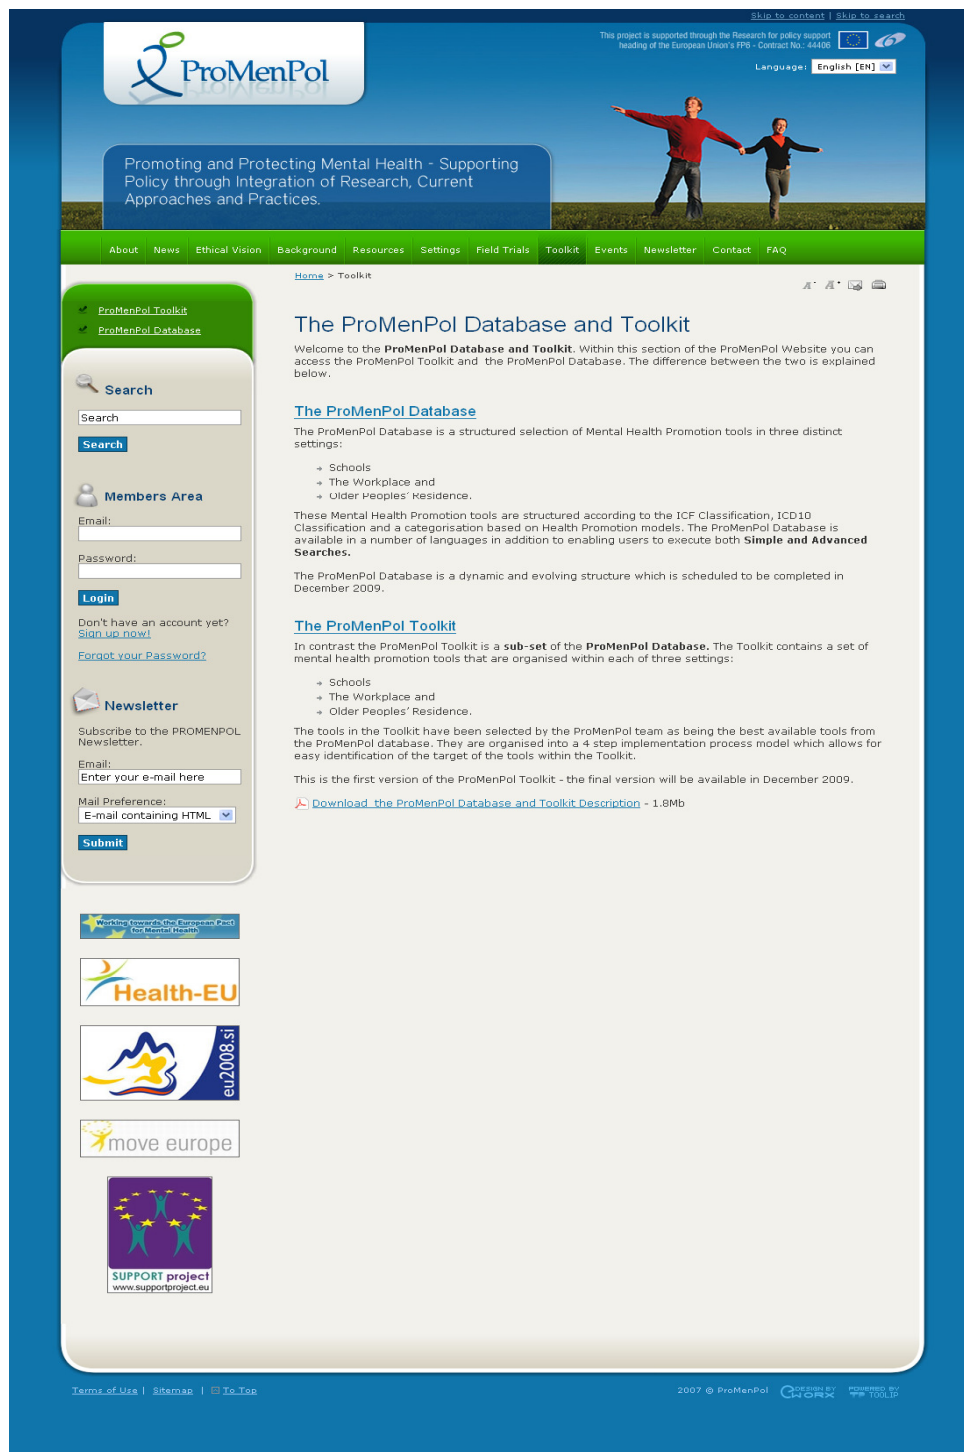 Skip to content | Skip to search
This project is supported through the Research for policy support
heading of the European Union's FP6 - Contract No.: 44406
Language: English [EN]
ProMenPol
Promoting and Protecting Mental Health - Supporting
Policy through Integration of Research, Current
Approaches and Practices.
About News Ethical Vision Background Resources Settings Field Trials Toolkit Events Newsletter Contact FAQ
Home > Toolkit
A- A+
ProMenPol Toolkit
ProMenPol Database
Search
Search
Search
Members Area
Email:
Password:
Login
Don't have an account yet?
Sign up now!
Forgot your Password?
Newsletter
Subscribe to the PROMENPOL
Newsletter.
Email:
Enter your e-mail here
Mail Preference:
E-mail containing HTML
Submit
Working towards the European Pact
for Mental Health
Health-EU
eu2008.si
move europe
SUPPORT project
www.supportproject.eu
The ProMenPol Database and Toolkit
Welcome to the ProMenPol Database and Toolkit. Within this section of the ProMenPol Website you can
access the ProMenPol Toolkit and the ProMenPol Database. The difference between the two is explained
below.
The ProMenPol Database
The ProMenPol Database is a structured selection of Mental Health Promotion tools in three distinct
settings:
Schools
The Workplace and
Older Peoples' Residence.
These Mental Health Promotion tools are structured according to the ICF Classification, ICD10
Classification and a categorisation based on Health Promotion models. The ProMenPol Database is
available in a number of languages in addition to enabling users to execute both Simple and Advanced
Searches.
The ProMenPol Database is a dynamic and evolving structure which is scheduled to be completed in
December 2009.
The ProMenPol Toolkit
In contrast the ProMenPol Toolkit is a sub-set of the ProMenPol Database. The Toolkit contains a set of
mental health promotion tools that are organised within each of three settings:
Schools
The Workplace and
Older Peoples' Residence.
The tools in the Toolkit have been selected by the ProMenPol team as being the best available tools from
the ProMenPol database. They are organised into a 4 step implementation process model which allows for
easy identification of the target of the tools within the Toolkit.
This is the first version of the ProMenPol Toolkit - the final version will be available in December 2009.
Download the ProMenPol Database and Toolkit Description - 1.8Mb
Terms of Use | Sitemap | To Top
2007 © ProMenPol DESIGN BY WORX POWERED BY TOOLIP